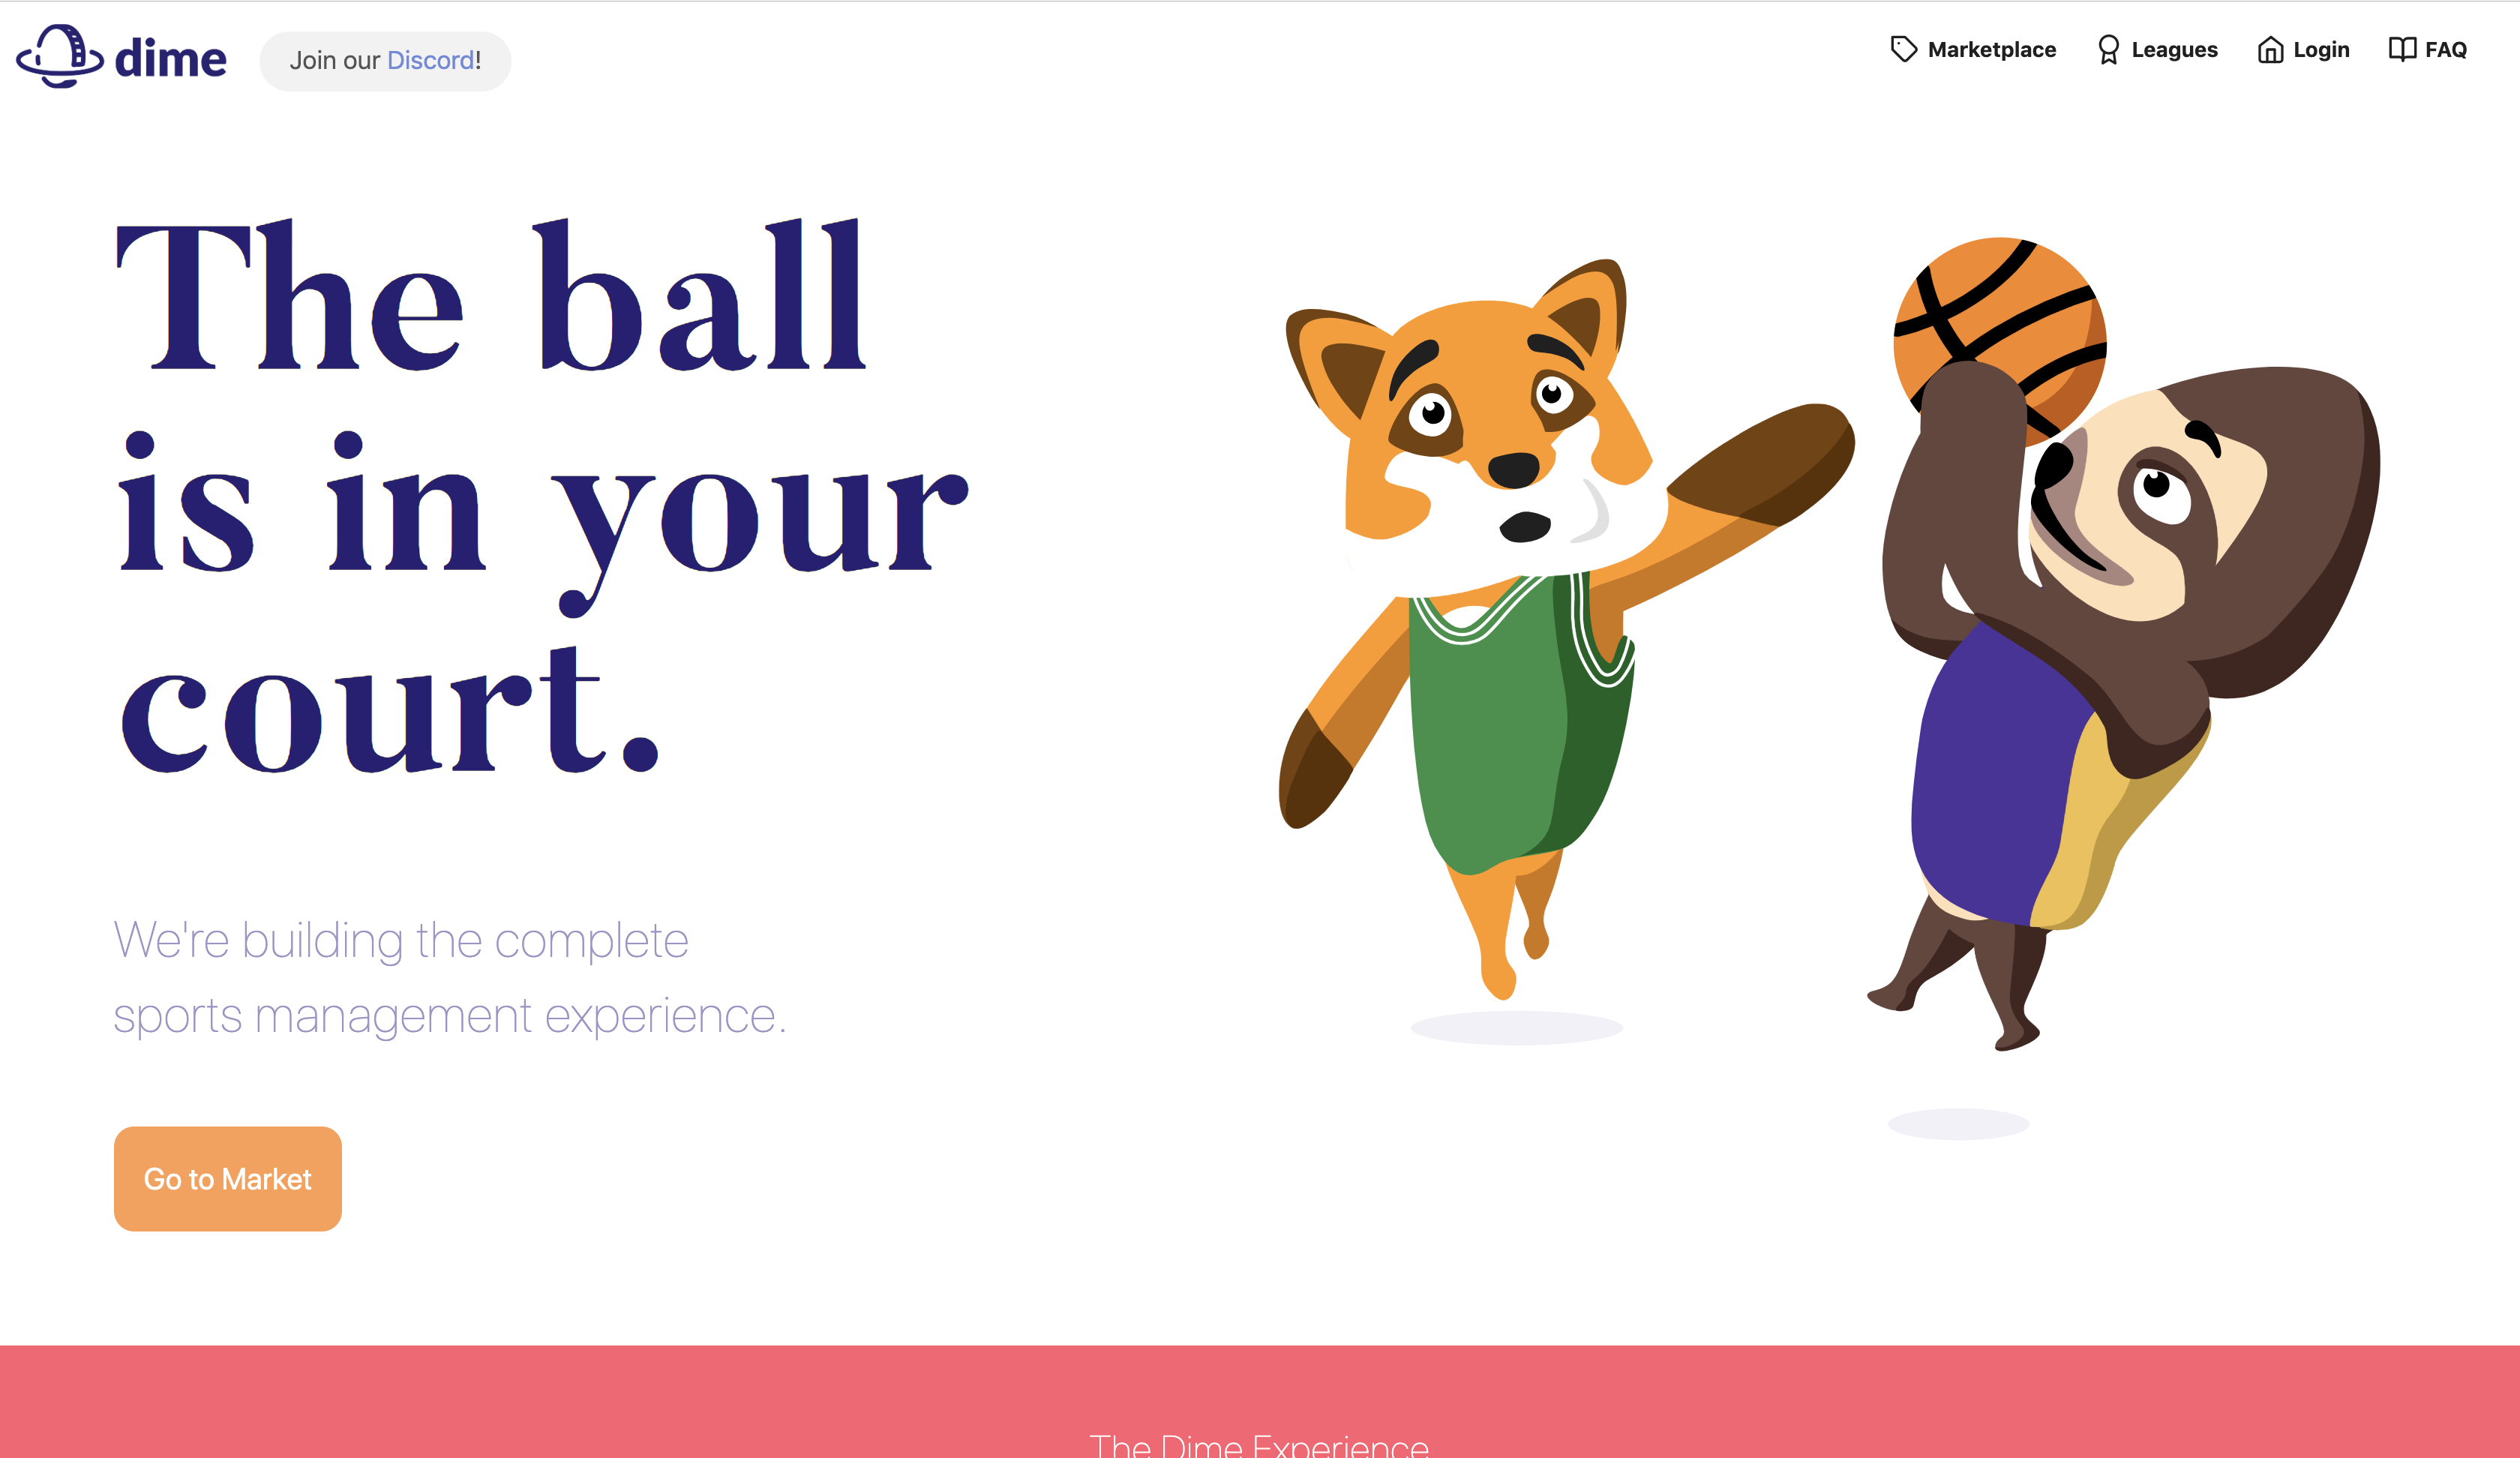 dime
Join our Discord!
Marketplace
Leagues
Login
FAQ
The ball
is in your
court.
We're building the complete
sports management experience.
Go to Market
The Dime Experience